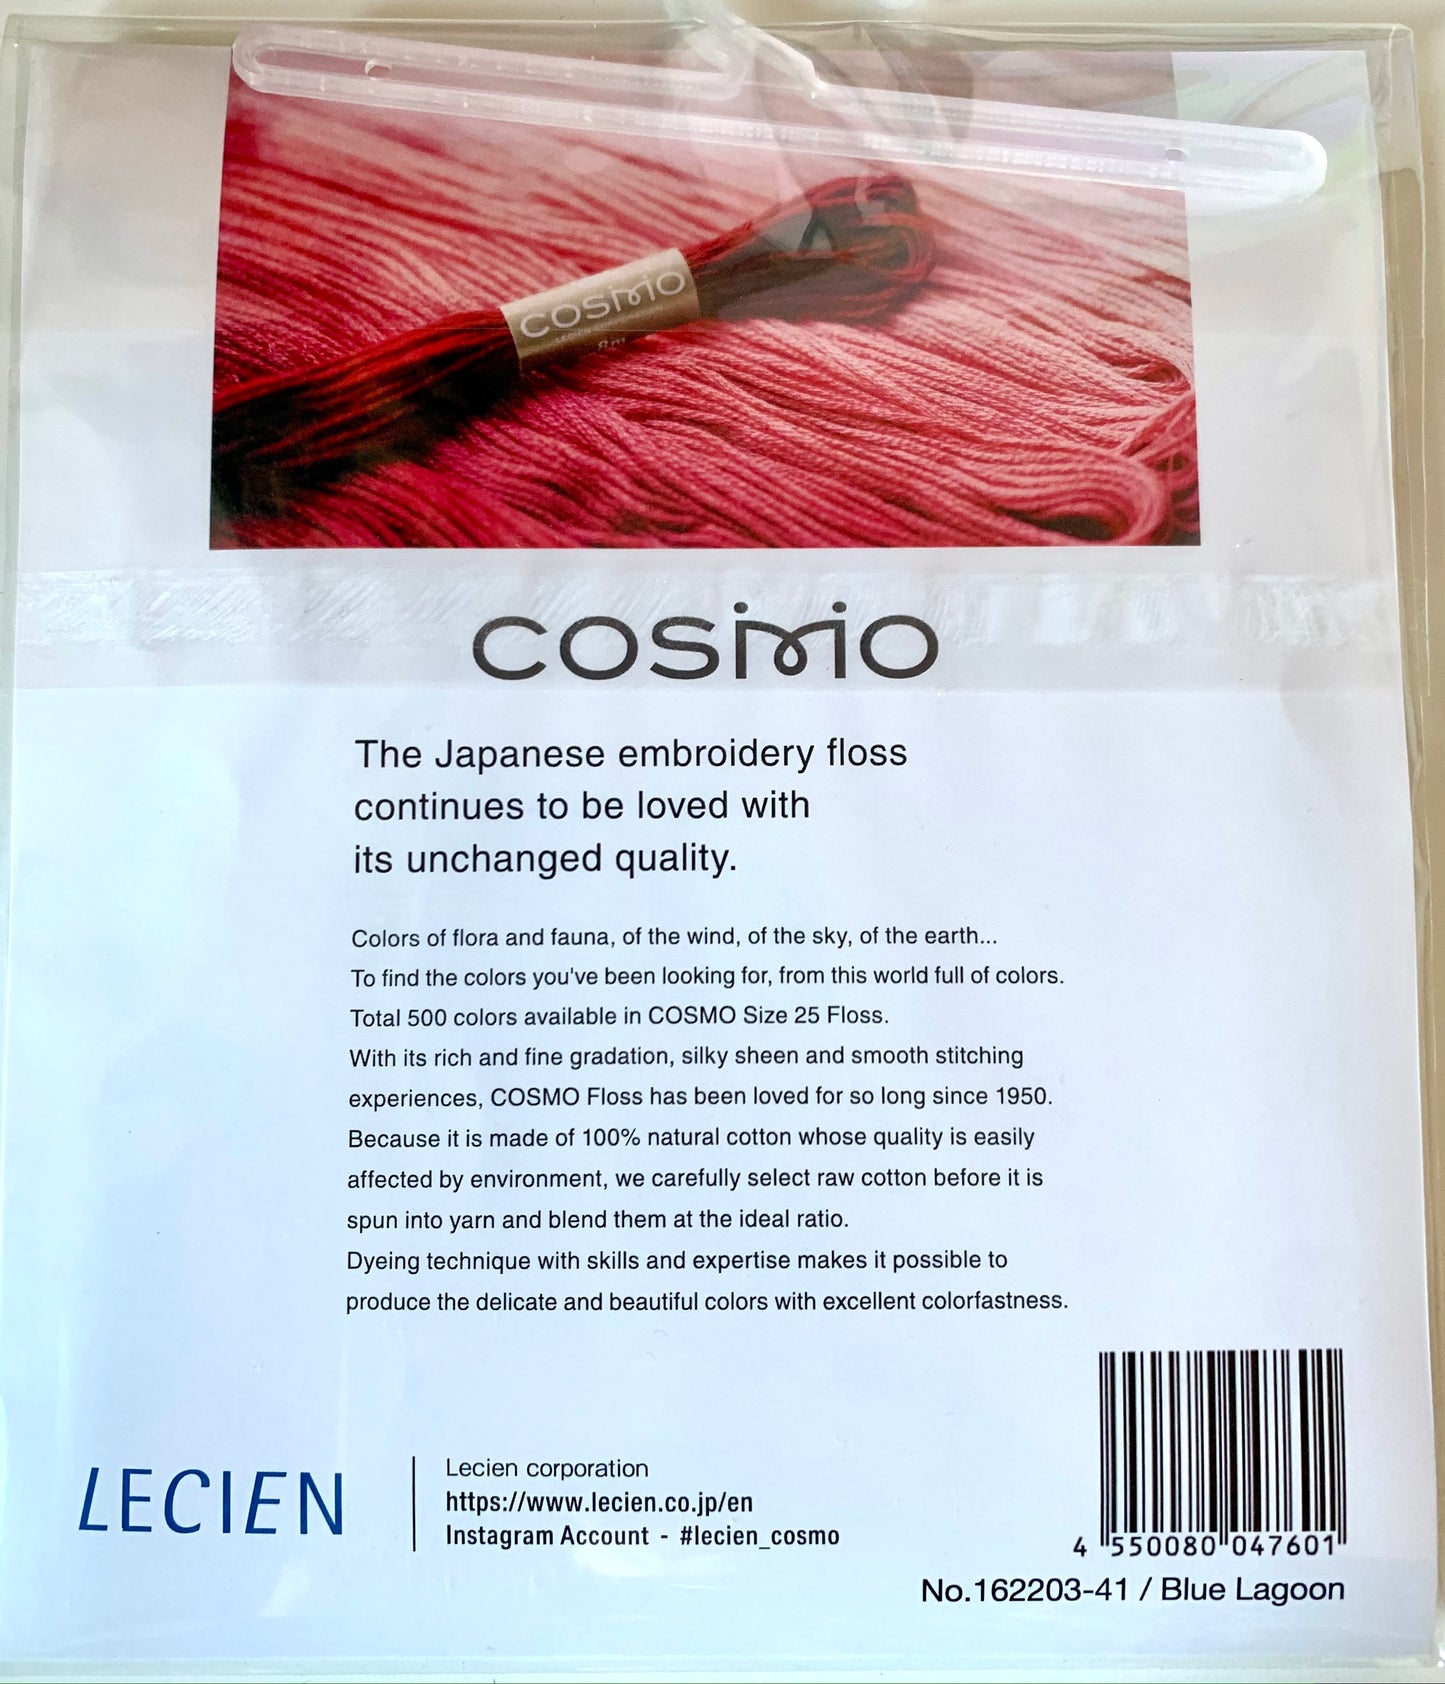 COSMO
8m
COSMO
The Japanese embroidery floss
continues to be loved with
its unchanged quality.
Colors of flora and fauna, of the wind, of the sky, of the earth...
To find the colors you've been looking for, from this world full of colors.
Total 500 colors available in COSMO Size 25 Floss.
With its rich and fine gradation, silky sheen and smooth stitching
experiences, COSMO Floss has been loved for so long since 1950.
Because it is made of 100% natural cotton whose quality is easily
affected by environment, we carefully select raw cotton before it is
spun into yarn and blend them at the ideal ratio.
Dyeing technique with skills and expertise makes it possible to
produce the delicate and beautiful colors with excellent colorfastness.
LECIEN
Lecien corporation
https://www.lecien.co.jp/en
Instagram Account - #lecien_cosmo
4 550080 047601
No.162203-41 / Blue Lagoon